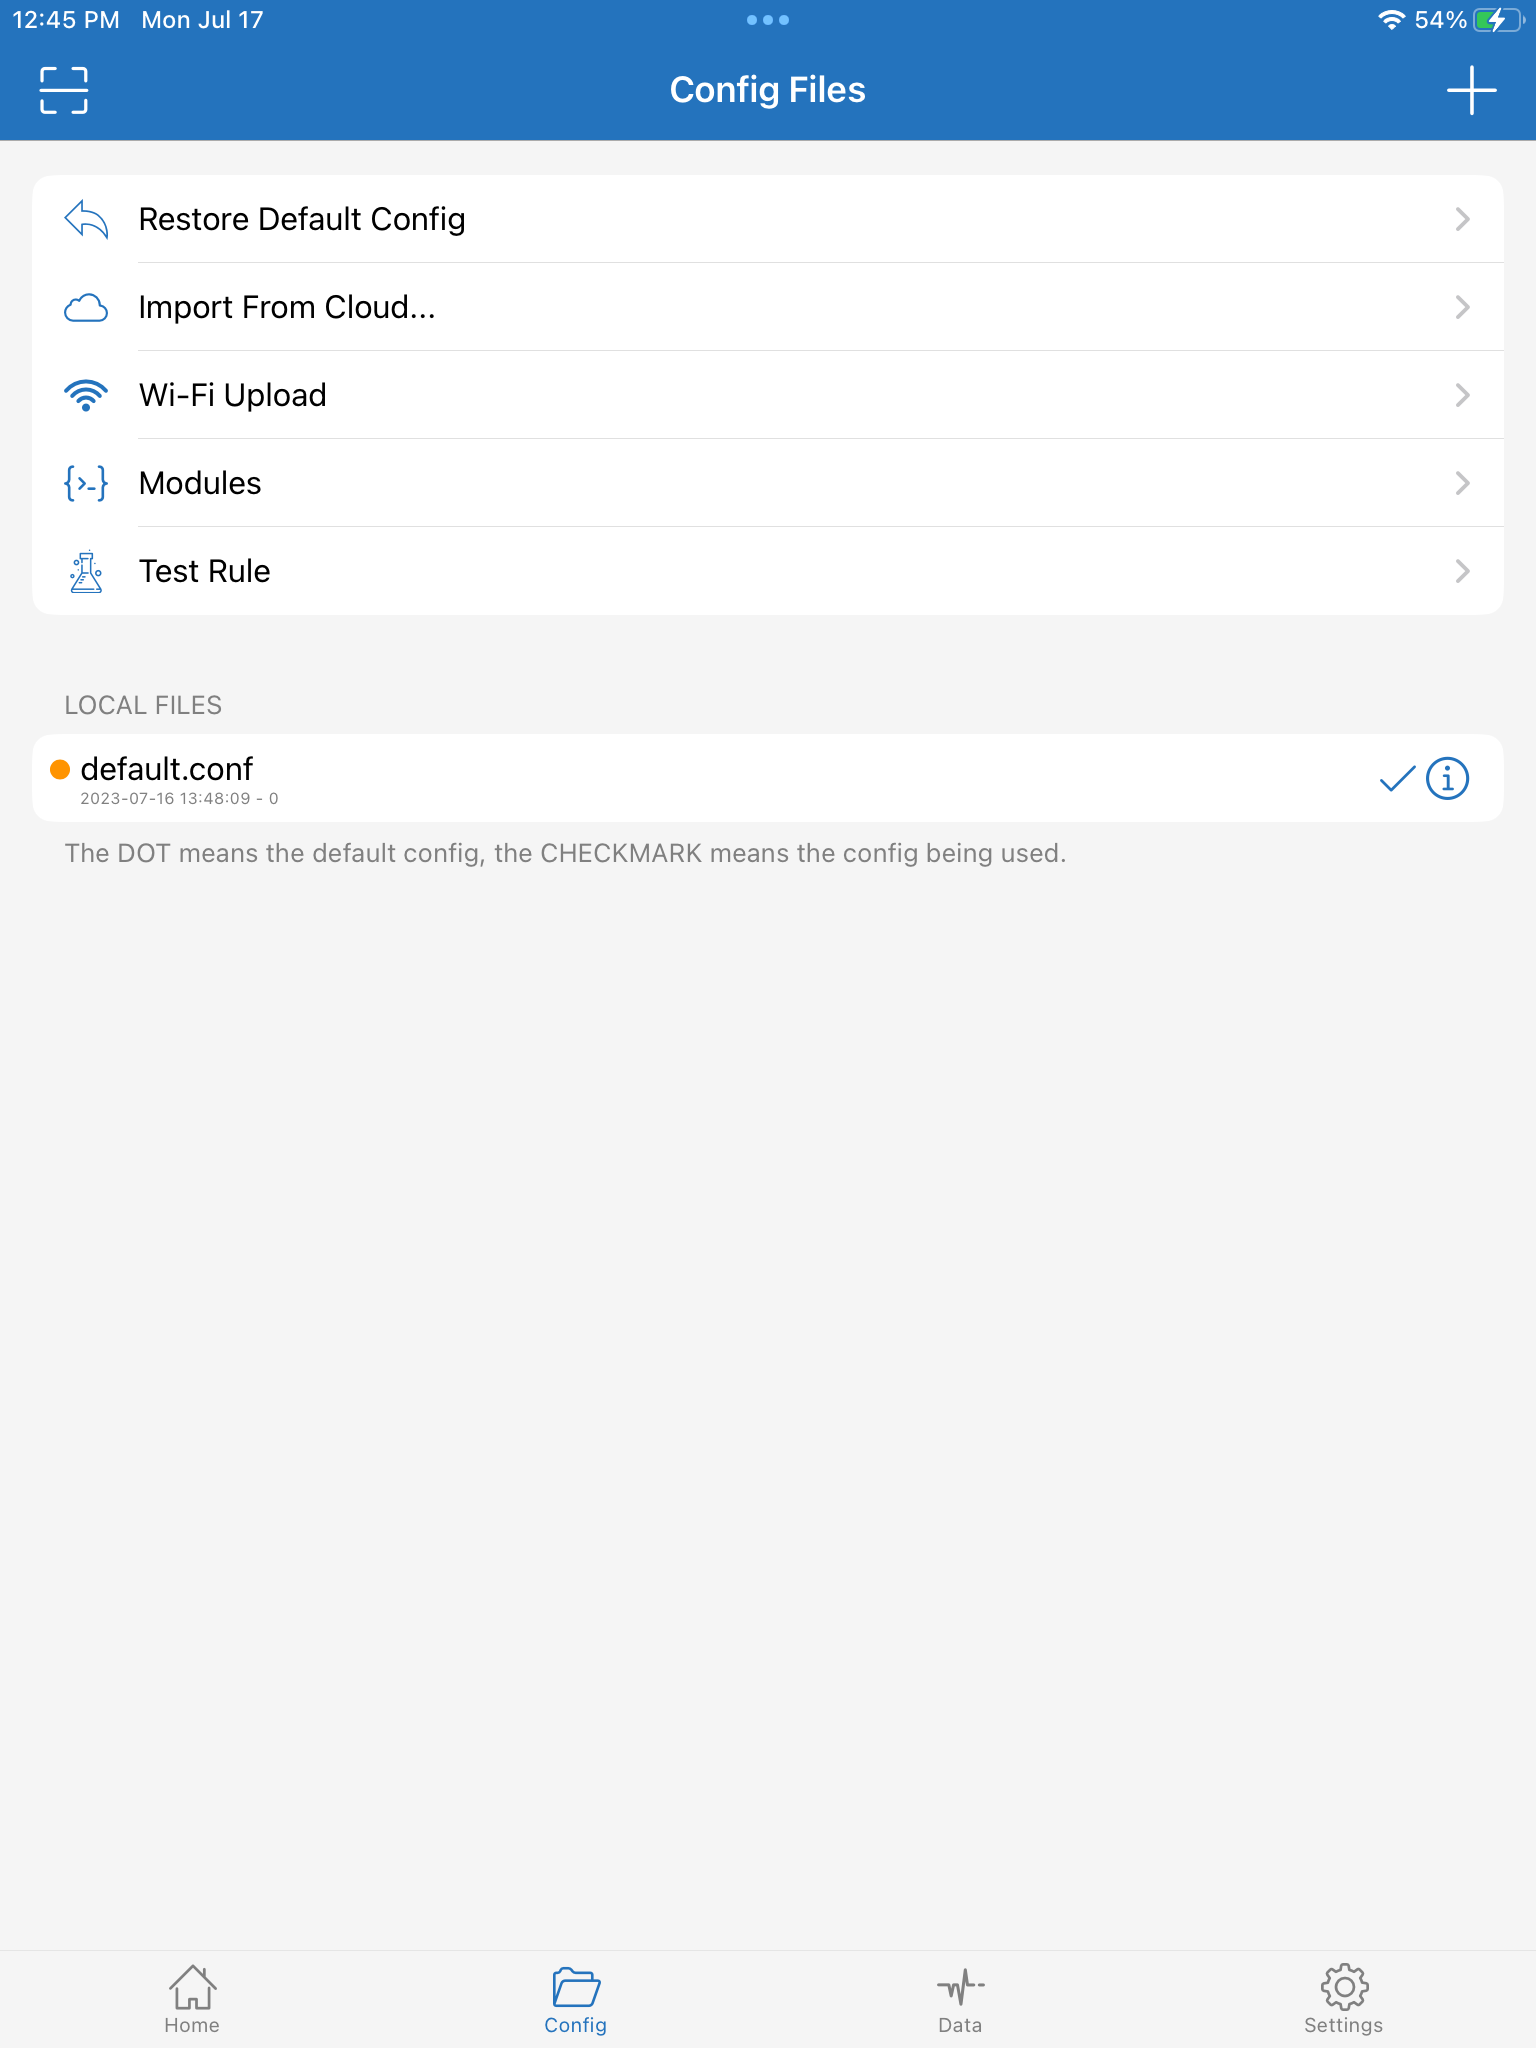 12:45 PM Mon Jul 17 54%
Config Files
Restore Default Config
Import From Cloud...
Wi-Fi Upload
Modules
Test Rule
LOCAL FILES
default.conf
2023-07-16 13:48:09 - 0
The DOT means the default config, the CHECKMARK means the config being used.
Home Config Data Settings